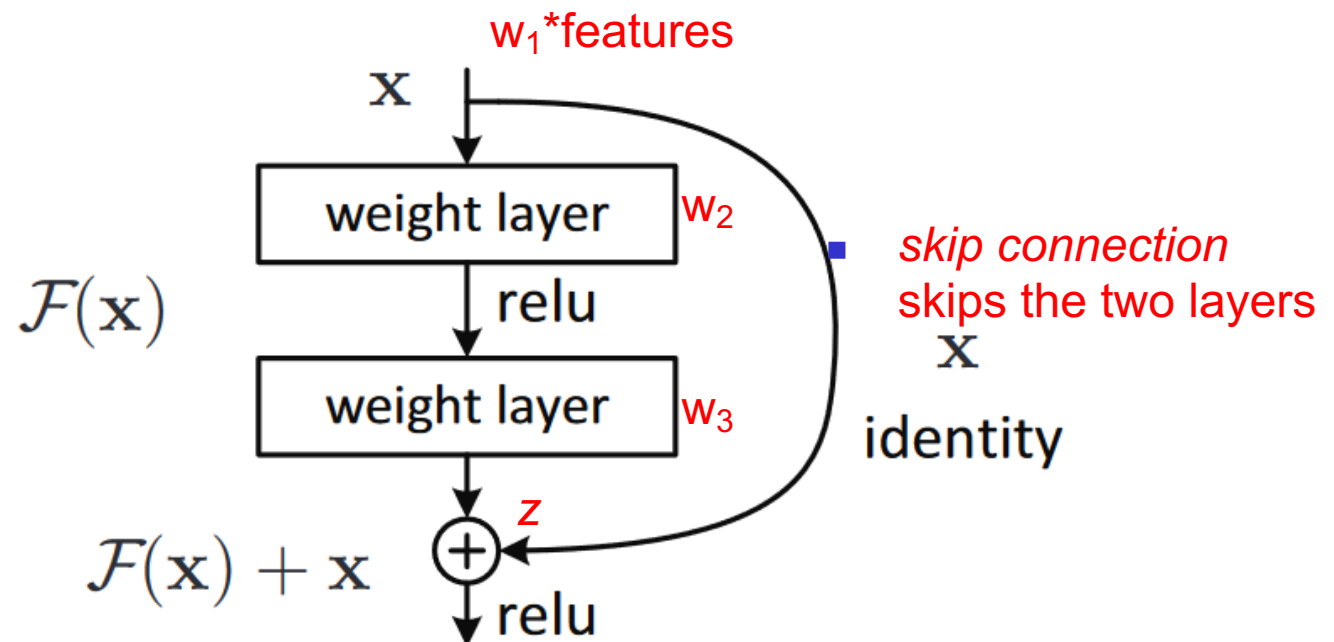 w₁*features
x
weight layer w₂
skip connection
skips the two layers
relu
F(x)
x
weight layer w₃
identity
z
+
F(x) + x
relu